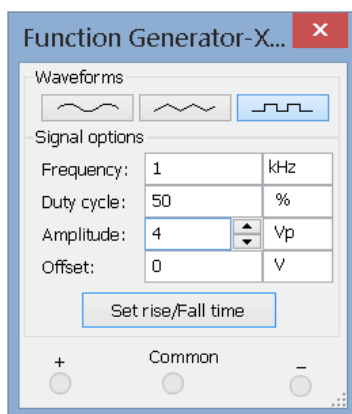 Function Generator-X...
Waveforms
Signal options
Frequency: 1 kHz
Duty cycle: 50 %
Amplitude: 4 Vp
Offset: 0 V
Set rise/Fall time
+ Common −